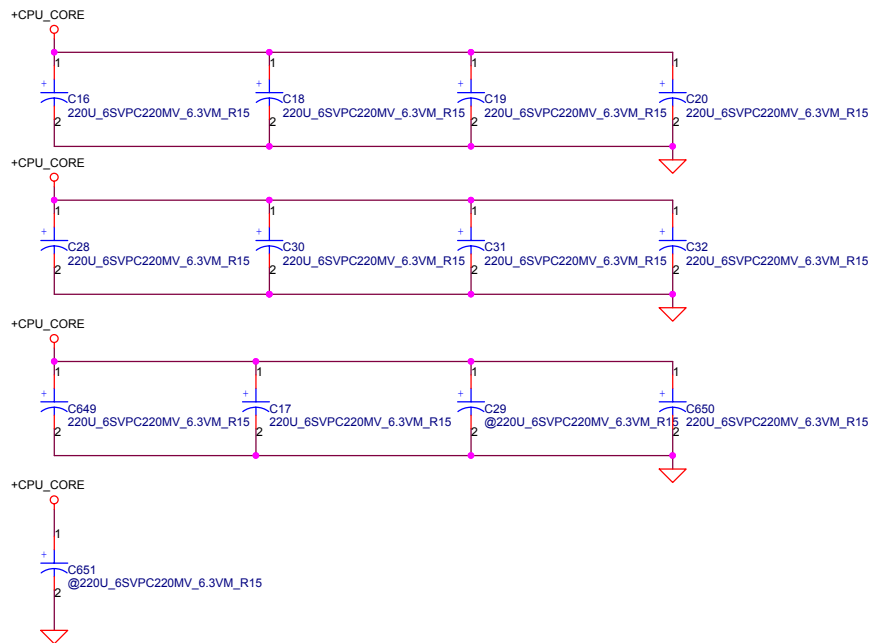 +CPU_CORE
1 1 1 1
+ + + +
C16 C18 C19 C20
220U_6SVPC220MV_6.3VM_R15 220U_6SVPC220MV_6.3VM_R15 220U_6SVPC220MV_6.3VM_R15 220U_6SVPC220MV_6.3VM_R15
2 2 2 2
+CPU_CORE
1 1 1 1
+ + + +
C28 C30 C31 C32
220U_6SVPC220MV_6.3VM_R15 220U_6SVPC220MV_6.3VM_R15 220U_6SVPC220MV_6.3VM_R15 220U_6SVPC220MV_6.3VM_R15
2 2 2 2
+CPU_CORE
1 1 1 1
+ + + +
C649 C17 C29 C650
220U_6SVPC220MV_6.3VM_R15 220U_6SVPC220MV_6.3VM_R15 @220U_6SVPC220MV_6.3VM_R15 220U_6SVPC220MV_6.3VM_R15
2 2 2 2
+CPU_CORE
1
+
C651
@220U_6SVPC220MV_6.3VM_R15
2